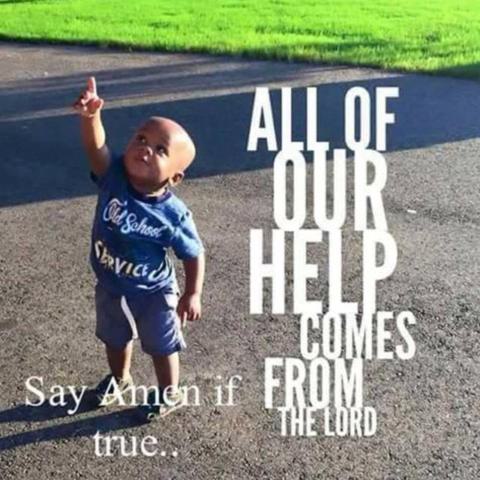 ALL OF
OUR
HELP
COMES
FROM
THE LORD
Old School
SERVICE
Say Amen if
true..